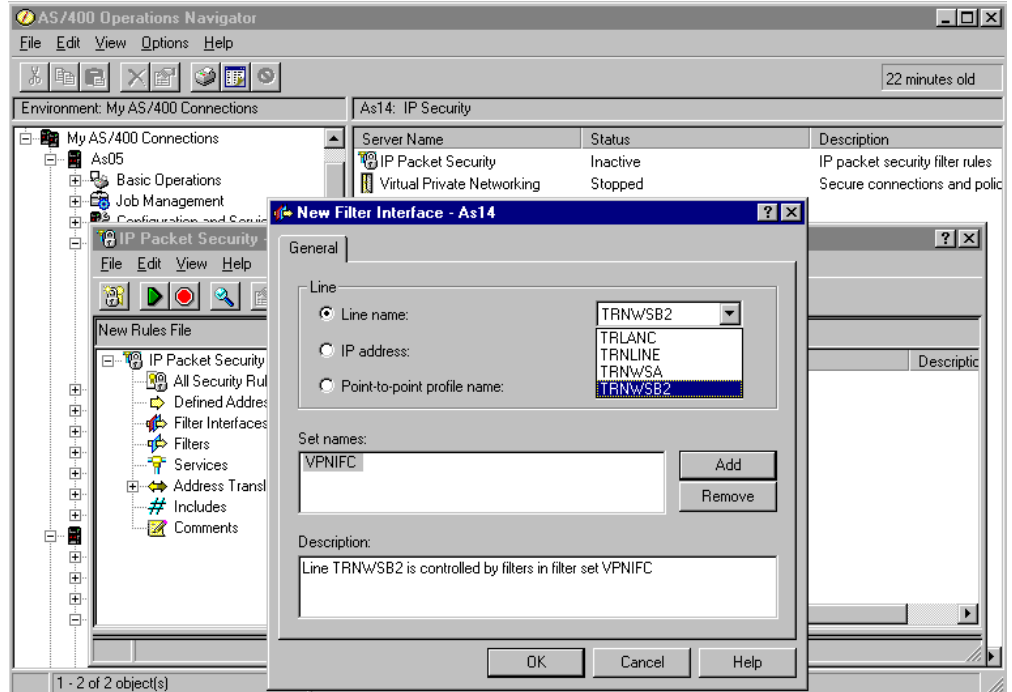 AS/400 Operations Navigator
File Edit View Options Help
22 minutes old
Environment: My AS/400 Connections
As14: IP Security
My AS/400 Connections
As05
Basic Operations
Job Management
Server Name Status Description
IP Packet Security Inactive IP packet security filter rules
Virtual Private Networking Stopped Secure connections and polic
IP Packet Security -
File Edit View Help
New Rules File
IP Packet Security
All Security Rul
Defined Addres
Filter Interfaces
Filters
Services
Address Transl
Includes
Comments
Descriptic
New Filter Interface - As14
General
Line
Line name: TRNWSB2
TRLANC
TRNLINE
TRNWSA
TRNWSB2
IP address:
Point-to-point profile name:
Set names:
VPNIFC
Add
Remove
Description:
Line TRNWSB2 is controlled by filters in filter set VPNIFC
OK Cancel Help
1 - 2 of 2 object(s)